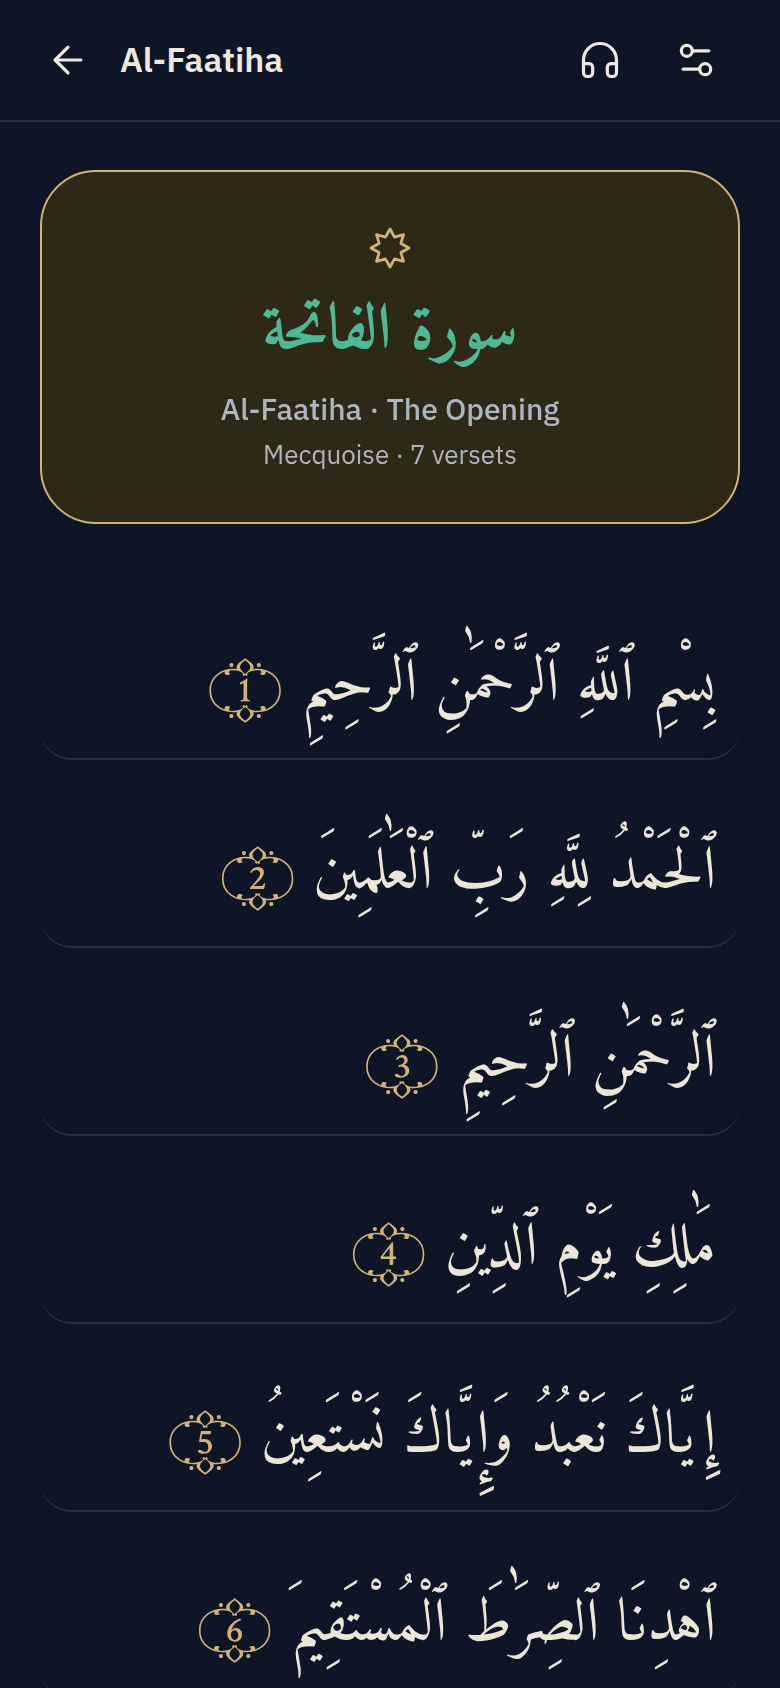 Al-Faatiha
سورة الفاتحة
Al-Faatiha · The Opening
Mecquoise · 7 versets
بِسْمِ ٱللَّهِ ٱلرَّحْمَٰنِ ٱلرَّحِيمِ 1
ٱلْحَمْدُ لِلَّهِ رَبِّ ٱلْعَٰلَمِينَ 2
ٱلرَّحْمَٰنِ ٱلرَّحِيمِ 3
مَٰلِكِ يَوْمِ ٱلدِّينِ 4
إِيَّاكَ نَعْبُدُ وَإِيَّاكَ نَسْتَعِينُ 5
ٱهْدِنَا ٱلصِّرَٰطَ ٱلْمُسْتَقِيمَ 6